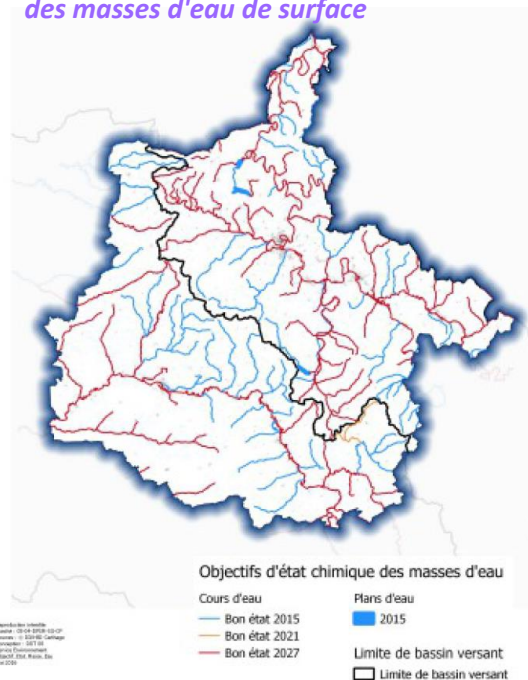 des masses d'eau de surface
Objectifs d'état chimique des masses d'eau
Cours d'eau
Bon état 2015
Bon état 2021
Bon état 2027
Plans d'eau
2015
Limite de bassin versant
Limite de bassin versant